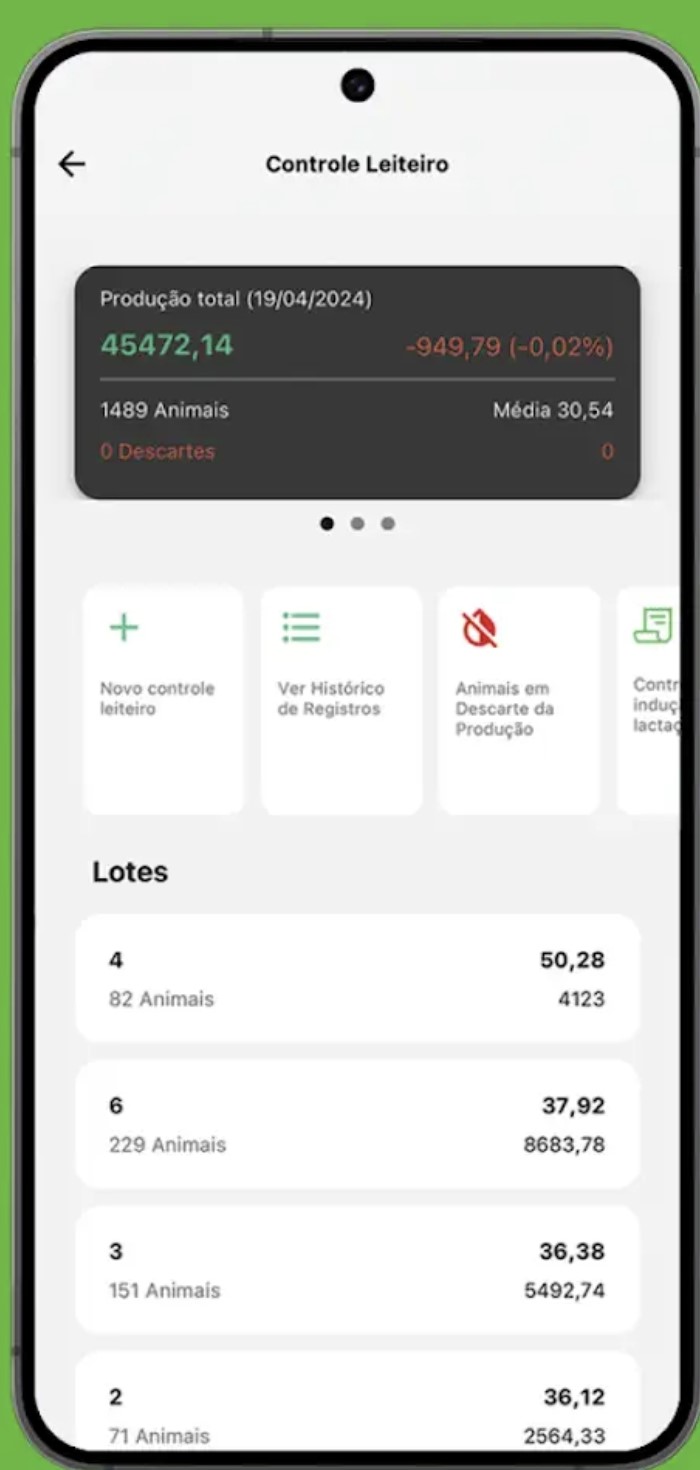 Controle Leiteiro
Produção total (19/04/2024)
45472,14 -949,79 (-0,02%)
1489 Animais Média 30,54
0 Descartes 0
Novo controle
leiteiro
Ver Histórico
de Registros
Animais em
Descarte da
Produção
Contr
induç
lactaç
Lotes
4 50,28
82 Animais 4123
6 37,92
229 Animais 8683,78
3 36,38
151 Animais 5492,74
2 36,12
71 Animais 2564,33